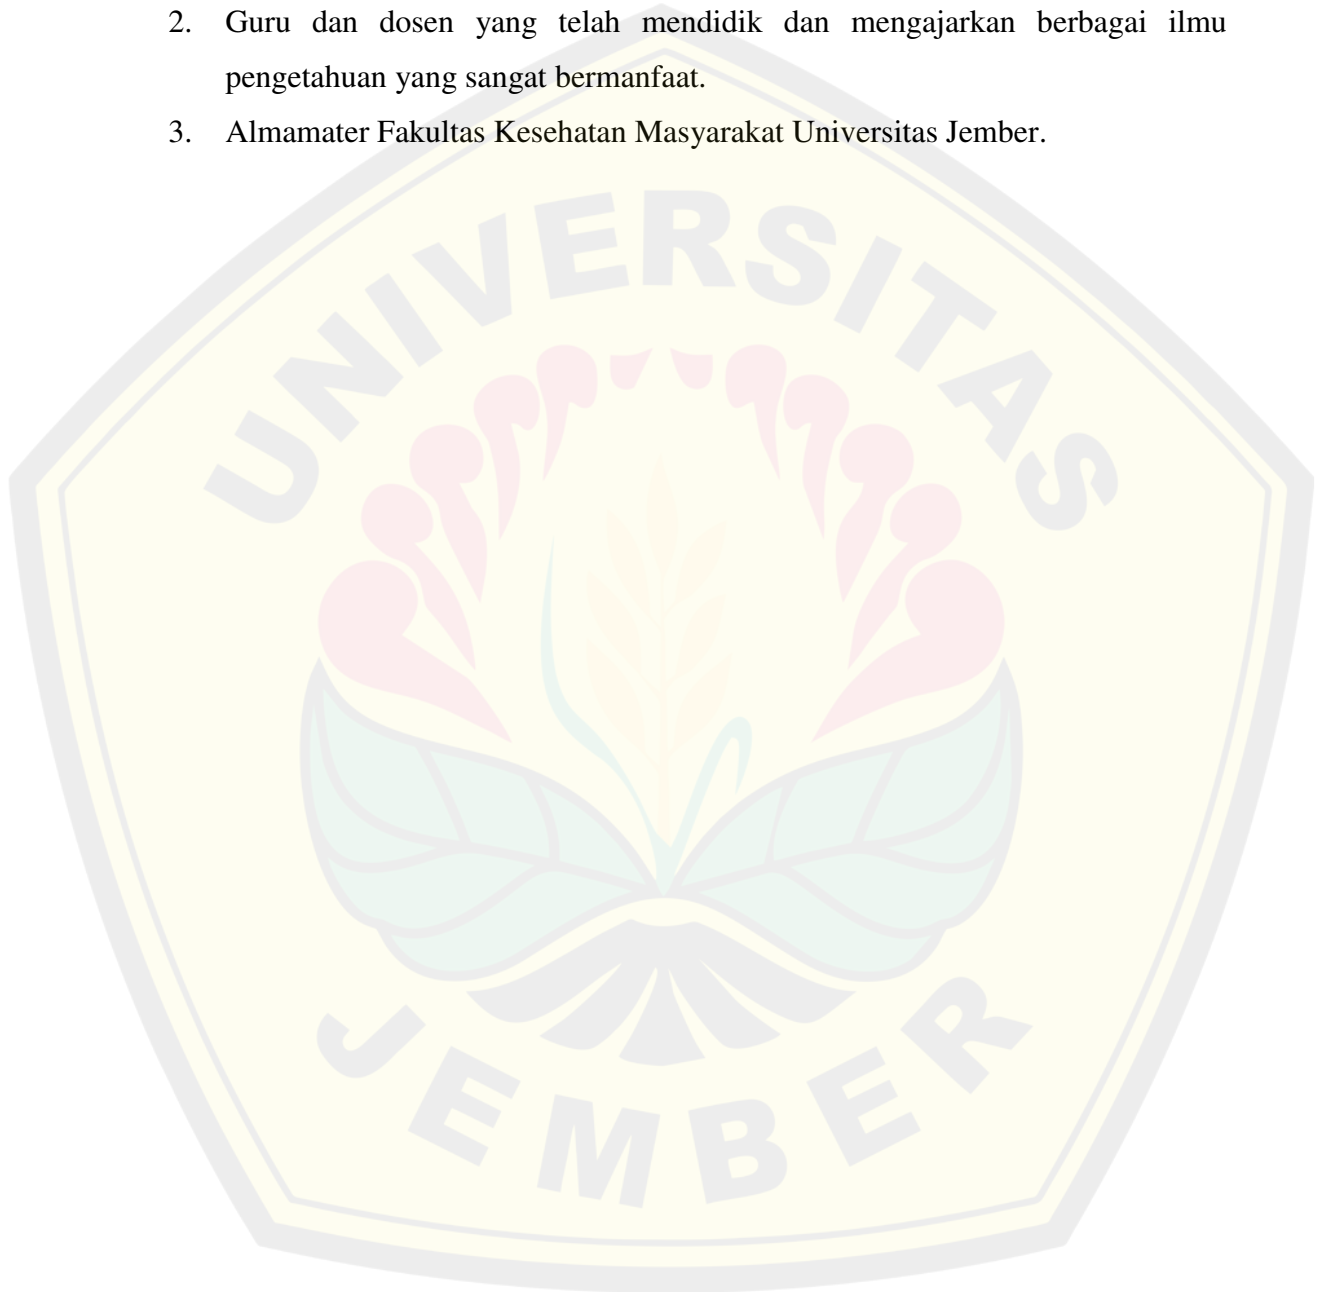 2. Guru dan dosen yang telah mendidik dan mengajarkan berbagai ilmu
pengetahuan yang sangat bermanfaat.
3. Almamater Fakultas Kesehatan Masyarakat Universitas Jember.
UNIVERSITAS
JEMBER